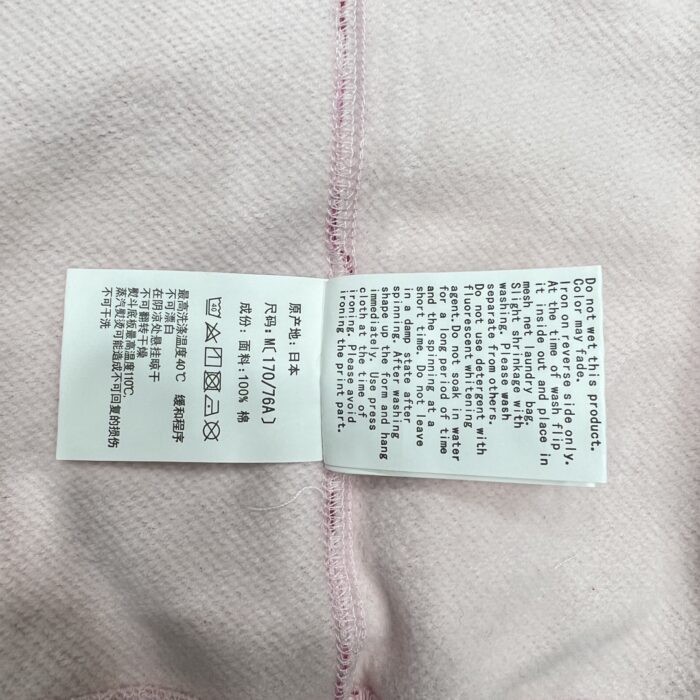 原产地: 日本
尺码: M(170/76A)
成份: 面料:100% 棉
40
最高洗涤温度40℃ 缓和程序
不可漂白
在阴凉处悬挂晾干
不可翻转干燥
熨斗底板最高温度110℃
蒸汽熨烫可能造成不可回复的损伤
不可干洗
Do not wet this product.
Color may fade.
Iron on reverse side only.
At the time of wash flip
it inside out and place in
mesh net laundry bag.
Slight shrinkage with
washing. Please wash
separate from others.
Do not use detergent with
fluorescent whitening
agent. Do not soak in water
for a long period of time
and the spinning at a
short time. Do not leave
in a damp state after
spinning. After washing
shape up the form and hang
immediately. Use press
cloth at the time of
ironing. Please avoid
ironing the print part.